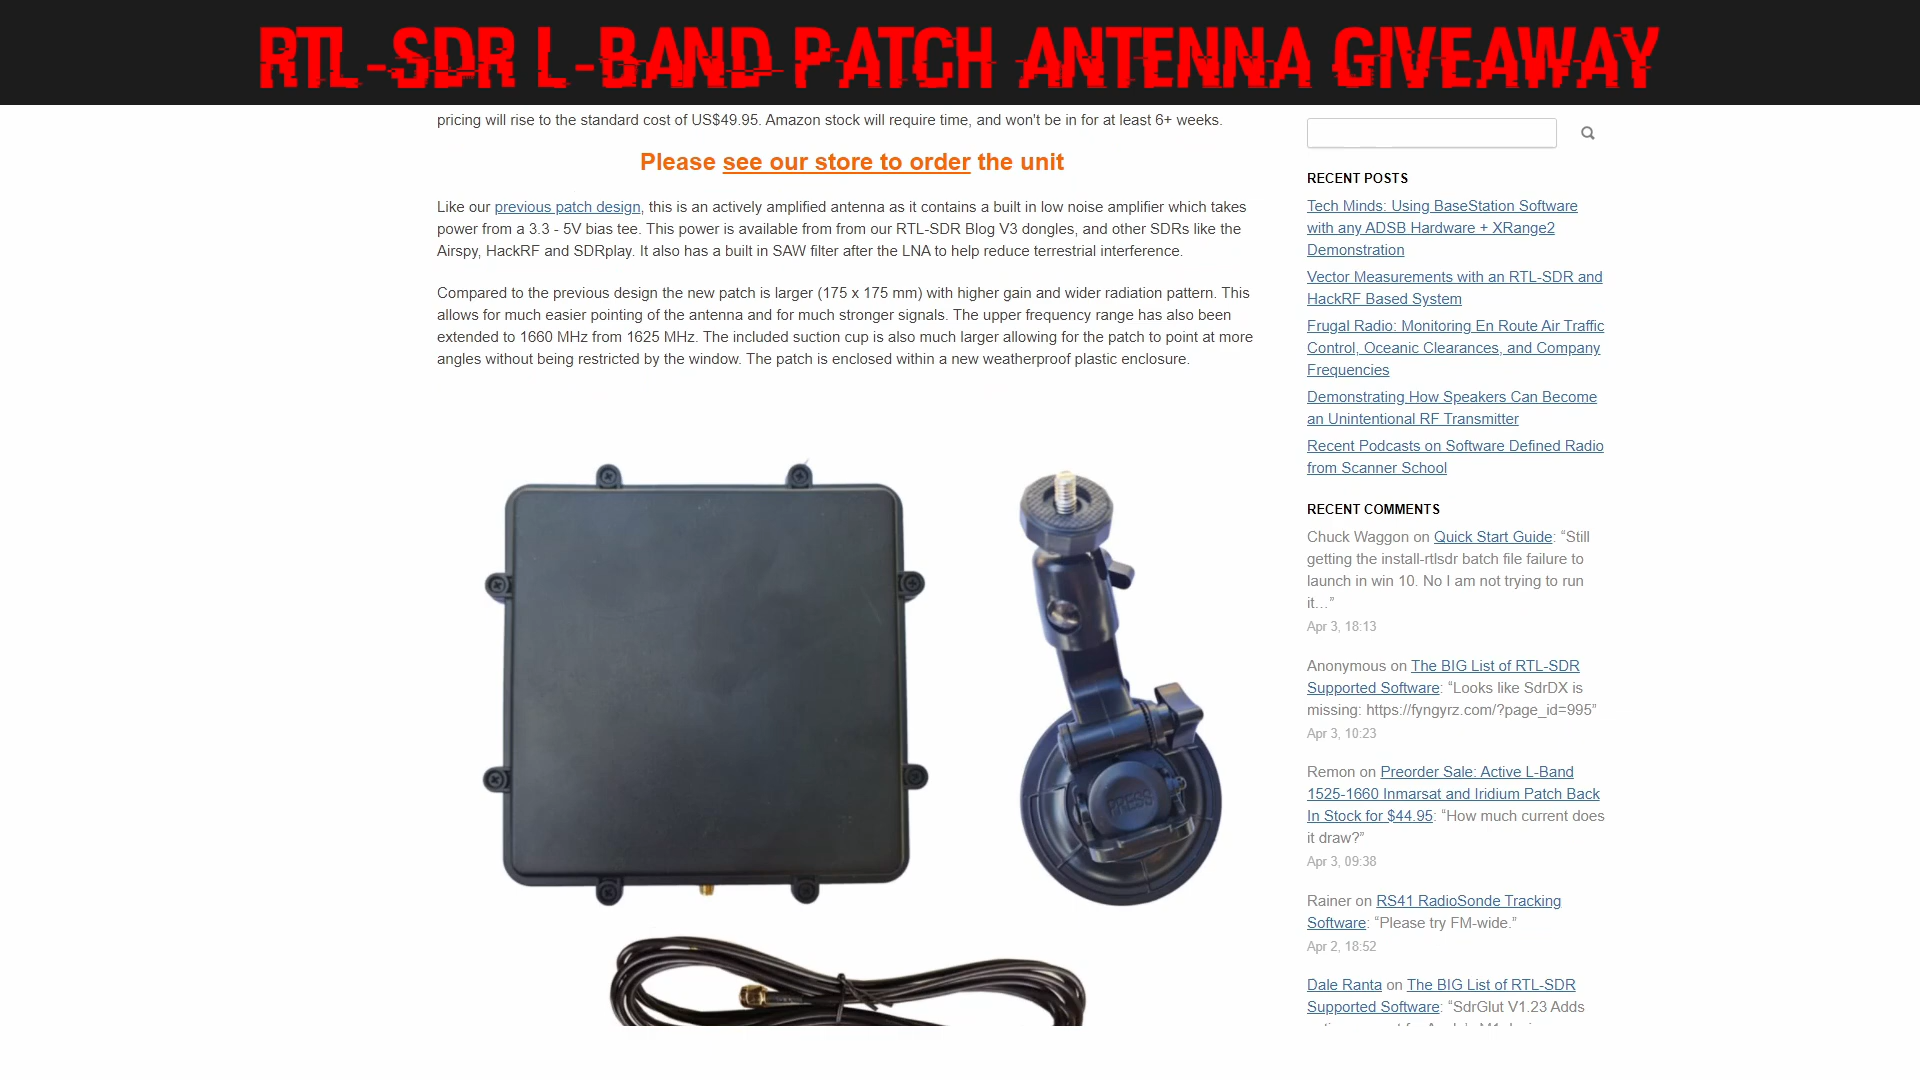 RTL-SDR L-BAND PATCH ANTENNA GIVEAWAY
pricing will rise to the standard cost of US$49.95. Amazon stock will require time, and won't be in for at least 6+ weeks.
Please see our store to order the unit
Like our previous patch design, this is an actively amplified antenna as it contains a built in low noise amplifier which takes
power from a 3.3 - 5V bias tee. This power is available from from our RTL-SDR Blog V3 dongles, and other SDRs like the
Airspy, HackRF and SDRplay. It also has a built in SAW filter after the LNA to help reduce terrestrial interference.
Compared to the previous design the new patch is larger (175 x 175 mm) with higher gain and wider radiation pattern. This
allows for much easier pointing of the antenna and for much stronger signals. The upper frequency range has also been
extended to 1660 MHz from 1625 MHz. The included suction cup is also much larger allowing for the patch to point at more
angles without being restricted by the window. The patch is enclosed within a new weatherproof plastic enclosure.
PRESS
RECENT POSTS
Tech Minds: Using BaseStation Software
with any ADSB Hardware + XRange2
Demonstration
Vector Measurements with an RTL-SDR and
HackRF Based System
Frugal Radio: Monitoring En Route Air Traffic
Control, Oceanic Clearances, and Company
Frequencies
Demonstrating How Speakers Can Become
an Unintentional RF Transmitter
Recent Podcasts on Software Defined Radio
from Scanner School
RECENT COMMENTS
Chuck Waggon on Quick Start Guide: “Still
getting the install-rtlsdr batch file failure to
launch in win 10. No I am not trying to run
it…”
Apr 3, 18:13
Anonymous on The BIG List of RTL-SDR
Supported Software: “Looks like SdrDX is
missing: https://fyngyrz.com/?page_id=995”
Apr 3, 10:23
Remon on Preorder Sale: Active L-Band
1525-1660 Inmarsat and Iridium Patch Back
In Stock for $44.95: “How much current does
it draw?”
Apr 3, 09:38
Rainer on RS41 RadioSonde Tracking
Software: “Please try FM-wide.”
Apr 2, 18:52
Dale Ranta on The BIG List of RTL-SDR
Supported Software: “SdrGlut V1.23 Adds